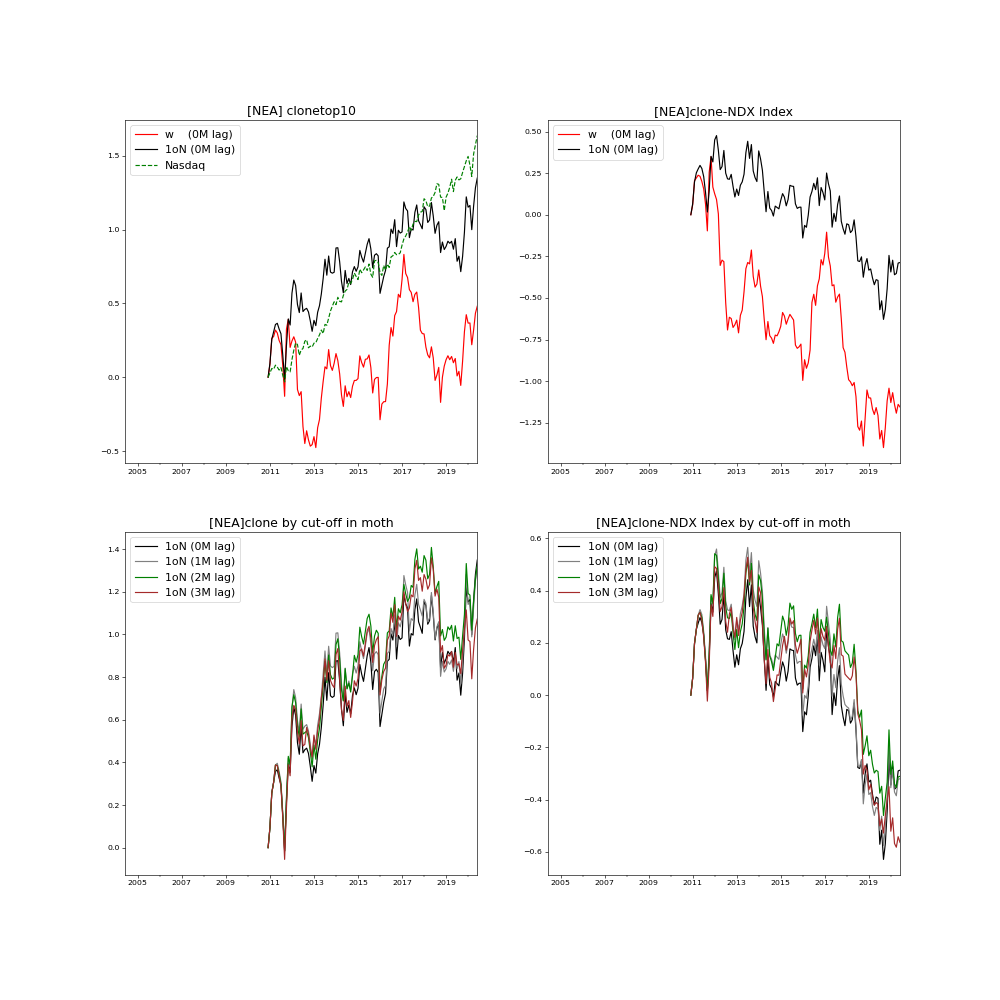 [NEA] clonetop10
w    (0M lag)
1oN (0M lag)
Nasdaq
1.5
1.0
0.5
0.0
−0.5
2005 2007 2009 2011 2013 2015 2017 2019
[NEA]clone-NDX Index
w    (0M lag)
1oN (0M lag)
0.50
0.25
0.00
−0.25
−0.50
−0.75
−1.00
−1.25
2005 2007 2009 2011 2013 2015 2017 2019
[NEA]clone by cut-off in moth
1oN (0M lag)
1oN (1M lag)
1oN (2M lag)
1oN (3M lag)
1.4
1.2
1.0
0.8
0.6
0.4
0.2
0.0
2005 2007 2009 2011 2013 2015 2017 2019
[NEA]clone-NDX Index by cut-off in moth
1oN (0M lag)
1oN (1M lag)
1oN (2M lag)
1oN (3M lag)
0.6
0.4
0.2
0.0
−0.2
−0.4
−0.6
2005 2007 2009 2011 2013 2015 2017 2019